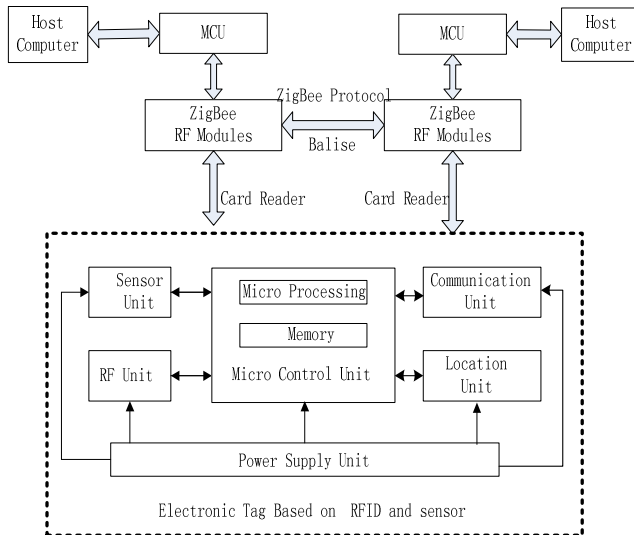 Host
Computer
MCU
MCU
Host
Computer
ZigBee
RF Modules
ZigBee Protocol
Balise
ZigBee
RF Modules
Card Reader
Card Reader
Sensor
Unit
Micro Processing
Memory
Micro Control Unit
Communication
Unit
RF Unit
Location
Unit
Power Supply Unit
Electronic Tag Based on RFID and sensor